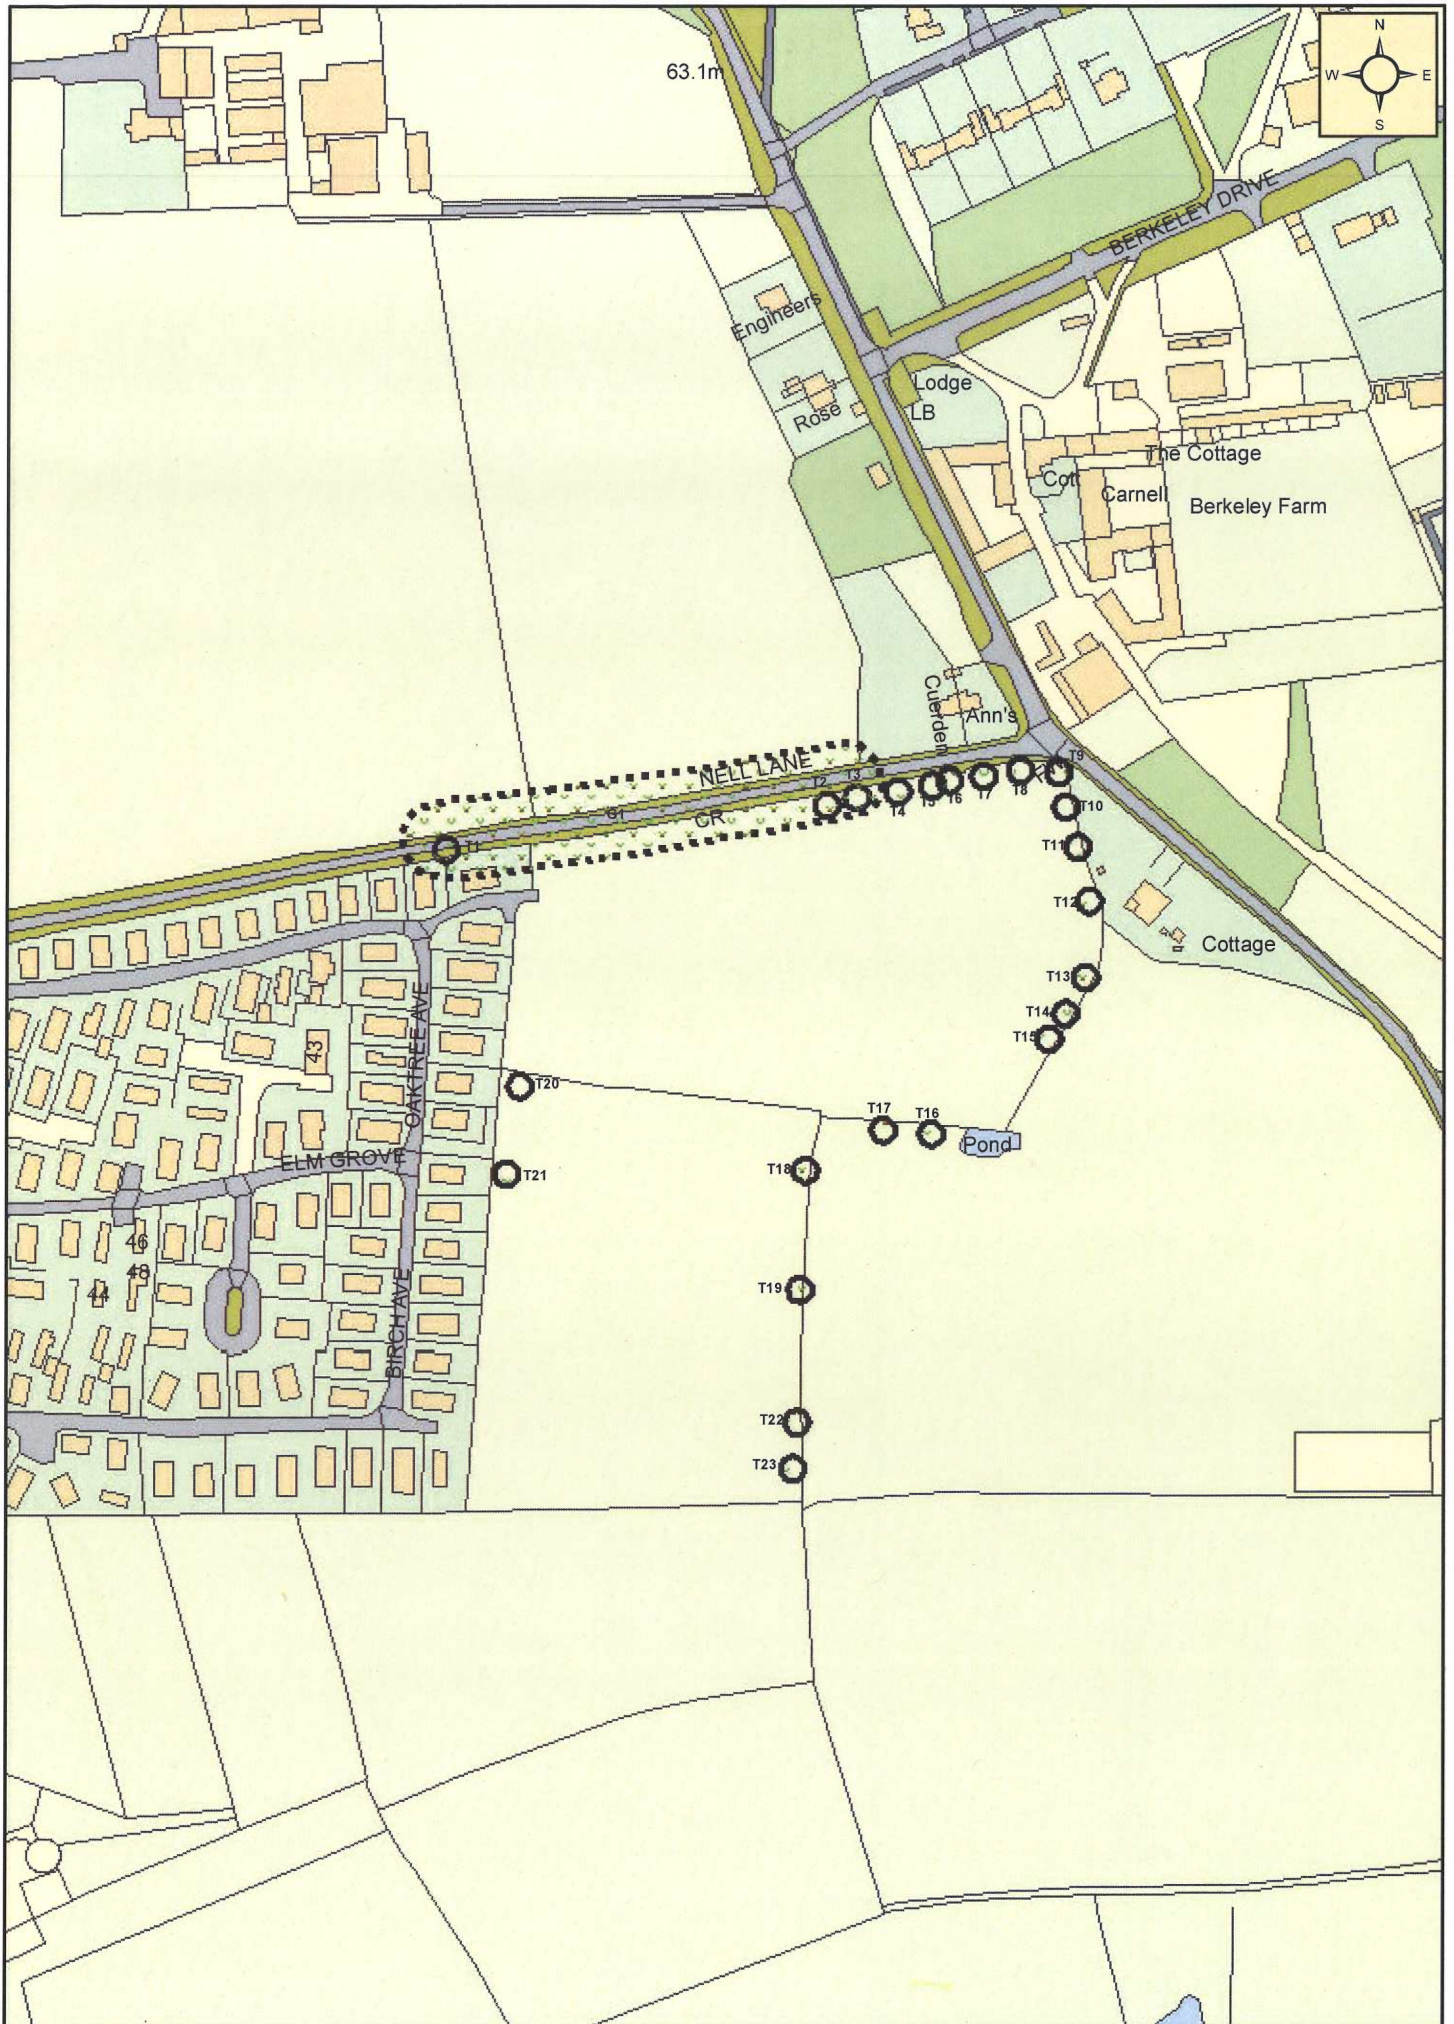 N
W
E
S
63.1m
BERKELEY DRIVE
Engineers
Rose
Lodge
LB
The Cottage
Cott
Carnell
Berkeley Farm
Cuerden
Ann's
NELL LANE
G1
CR
T1
T2
T3
T4
T5
T6
T7
T8
T9
T10
T11
T12
Cottage
T13
T14
T15
43
OAKTREE AVE
T20
T17
T16
Pond
ELM GROVE
T18
T21
46
48
44
T19
BIRCH AVE
T22
T23